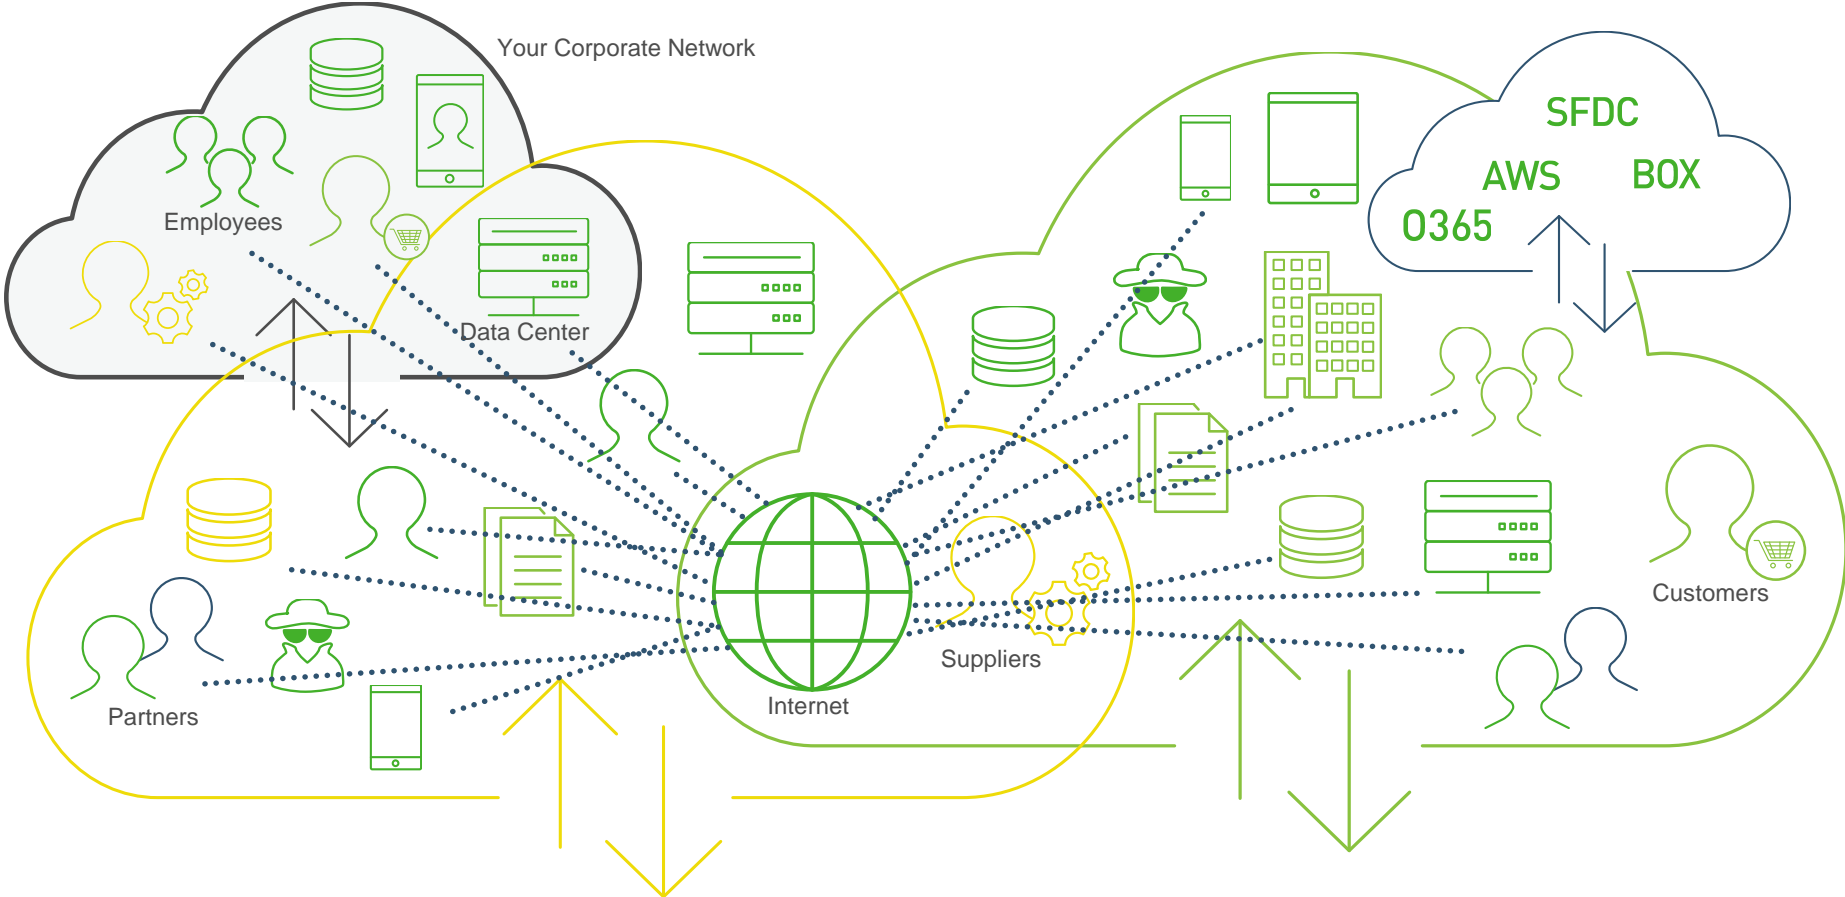 Your Corporate Network
SFDC
AWS
BOX
O365
Employees
Data Center
Customers
Suppliers
Internet
Partners